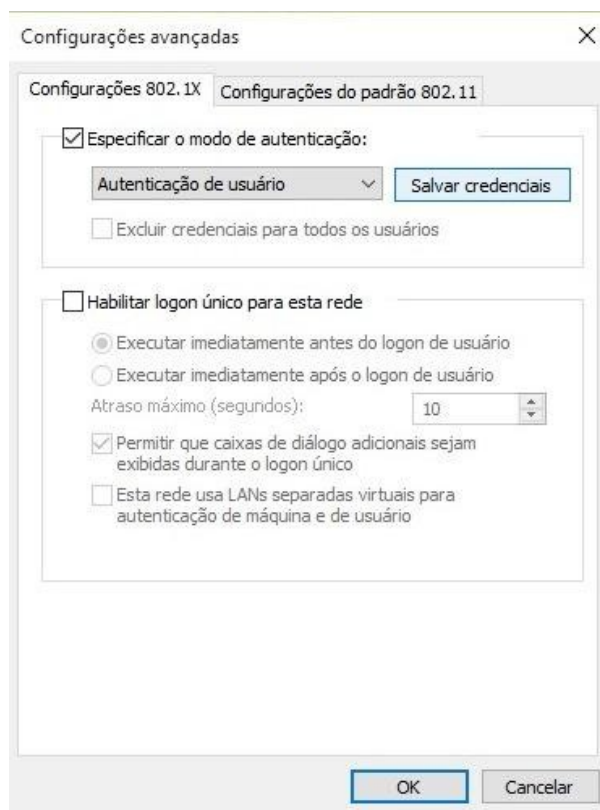 Configurações avançadas
Configurações 802.1X
Configurações do padrão 802.11
Especificar o modo de autenticação:
Autenticação de usuário
Salvar credenciais
Excluir credenciais para todos os usuários
Habilitar logon único para esta rede
Executar imediatamente antes do logon de usuário
Executar imediatamente após o logon de usuário
Atraso máximo (segundos):
10
Permitir que caixas de diálogo adicionais sejam
exibidas durante o logon único
Esta rede usa LANs separadas virtuais para
autenticação de máquina e de usuário
OK
Cancelar